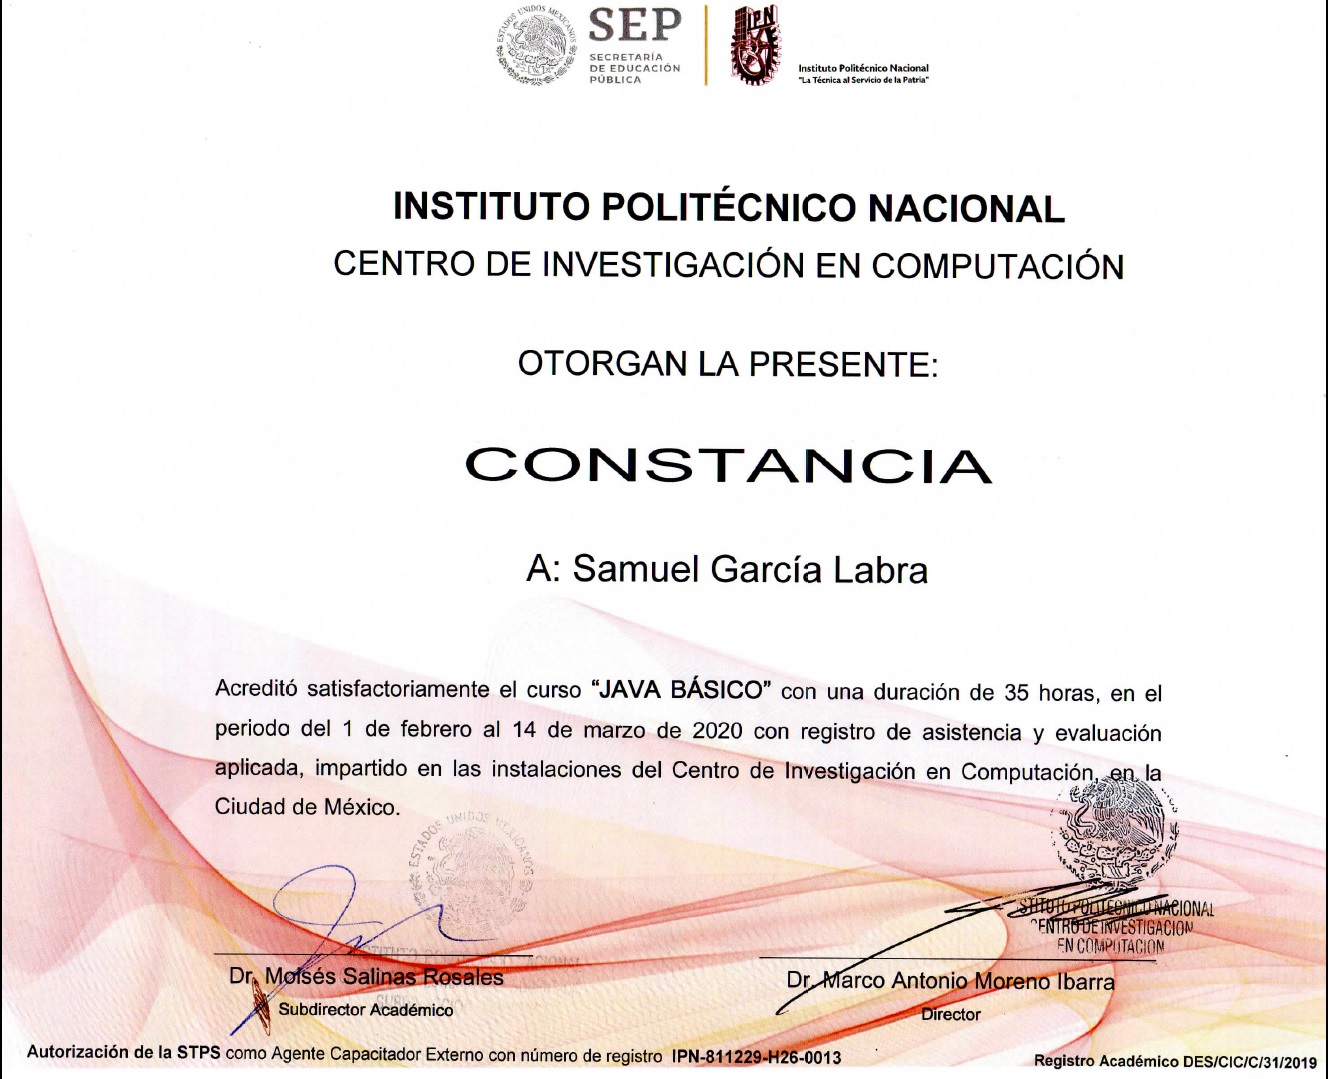 ESTADOS UNIDOS MEXICANOS
SEP
SECRETARÍA
DE EDUCACIÓN
PÚBLICA
IPN
Instituto Politécnico Nacional
"La Técnica al Servicio de la Patria"
INSTITUTO POLITÉCNICO NACIONAL
CENTRO DE INVESTIGACIÓN EN COMPUTACIÓN
OTORGAN LA PRESENTE:
CONSTANCIA
A: Samuel García Labra
Acreditó satisfactoriamente el curso “JAVA BÁSICO” con una duración de 35 horas, en el
periodo del 1 de febrero al 14 de marzo de 2020 con registro de asistencia y evaluación
aplicada, impartido en las instalaciones del Centro de Investigación en Computación, en la
Ciudad de México.
ESTADOS UNIDOS MEXICANOS
STITUTO POLITECNICO NACIONAL
CENTRO DE INVESTIGACION
EN COMPUTACION
Dr. Moisés Salinas Rosales
Subdirector Académico
Dr. Marco Antonio Moreno Ibarra
Director
Autorización de la STPS como Agente Capacitador Externo con número de registro IPN-811229-H26-0013
Registro Académico DES/CIC/C/31/2019